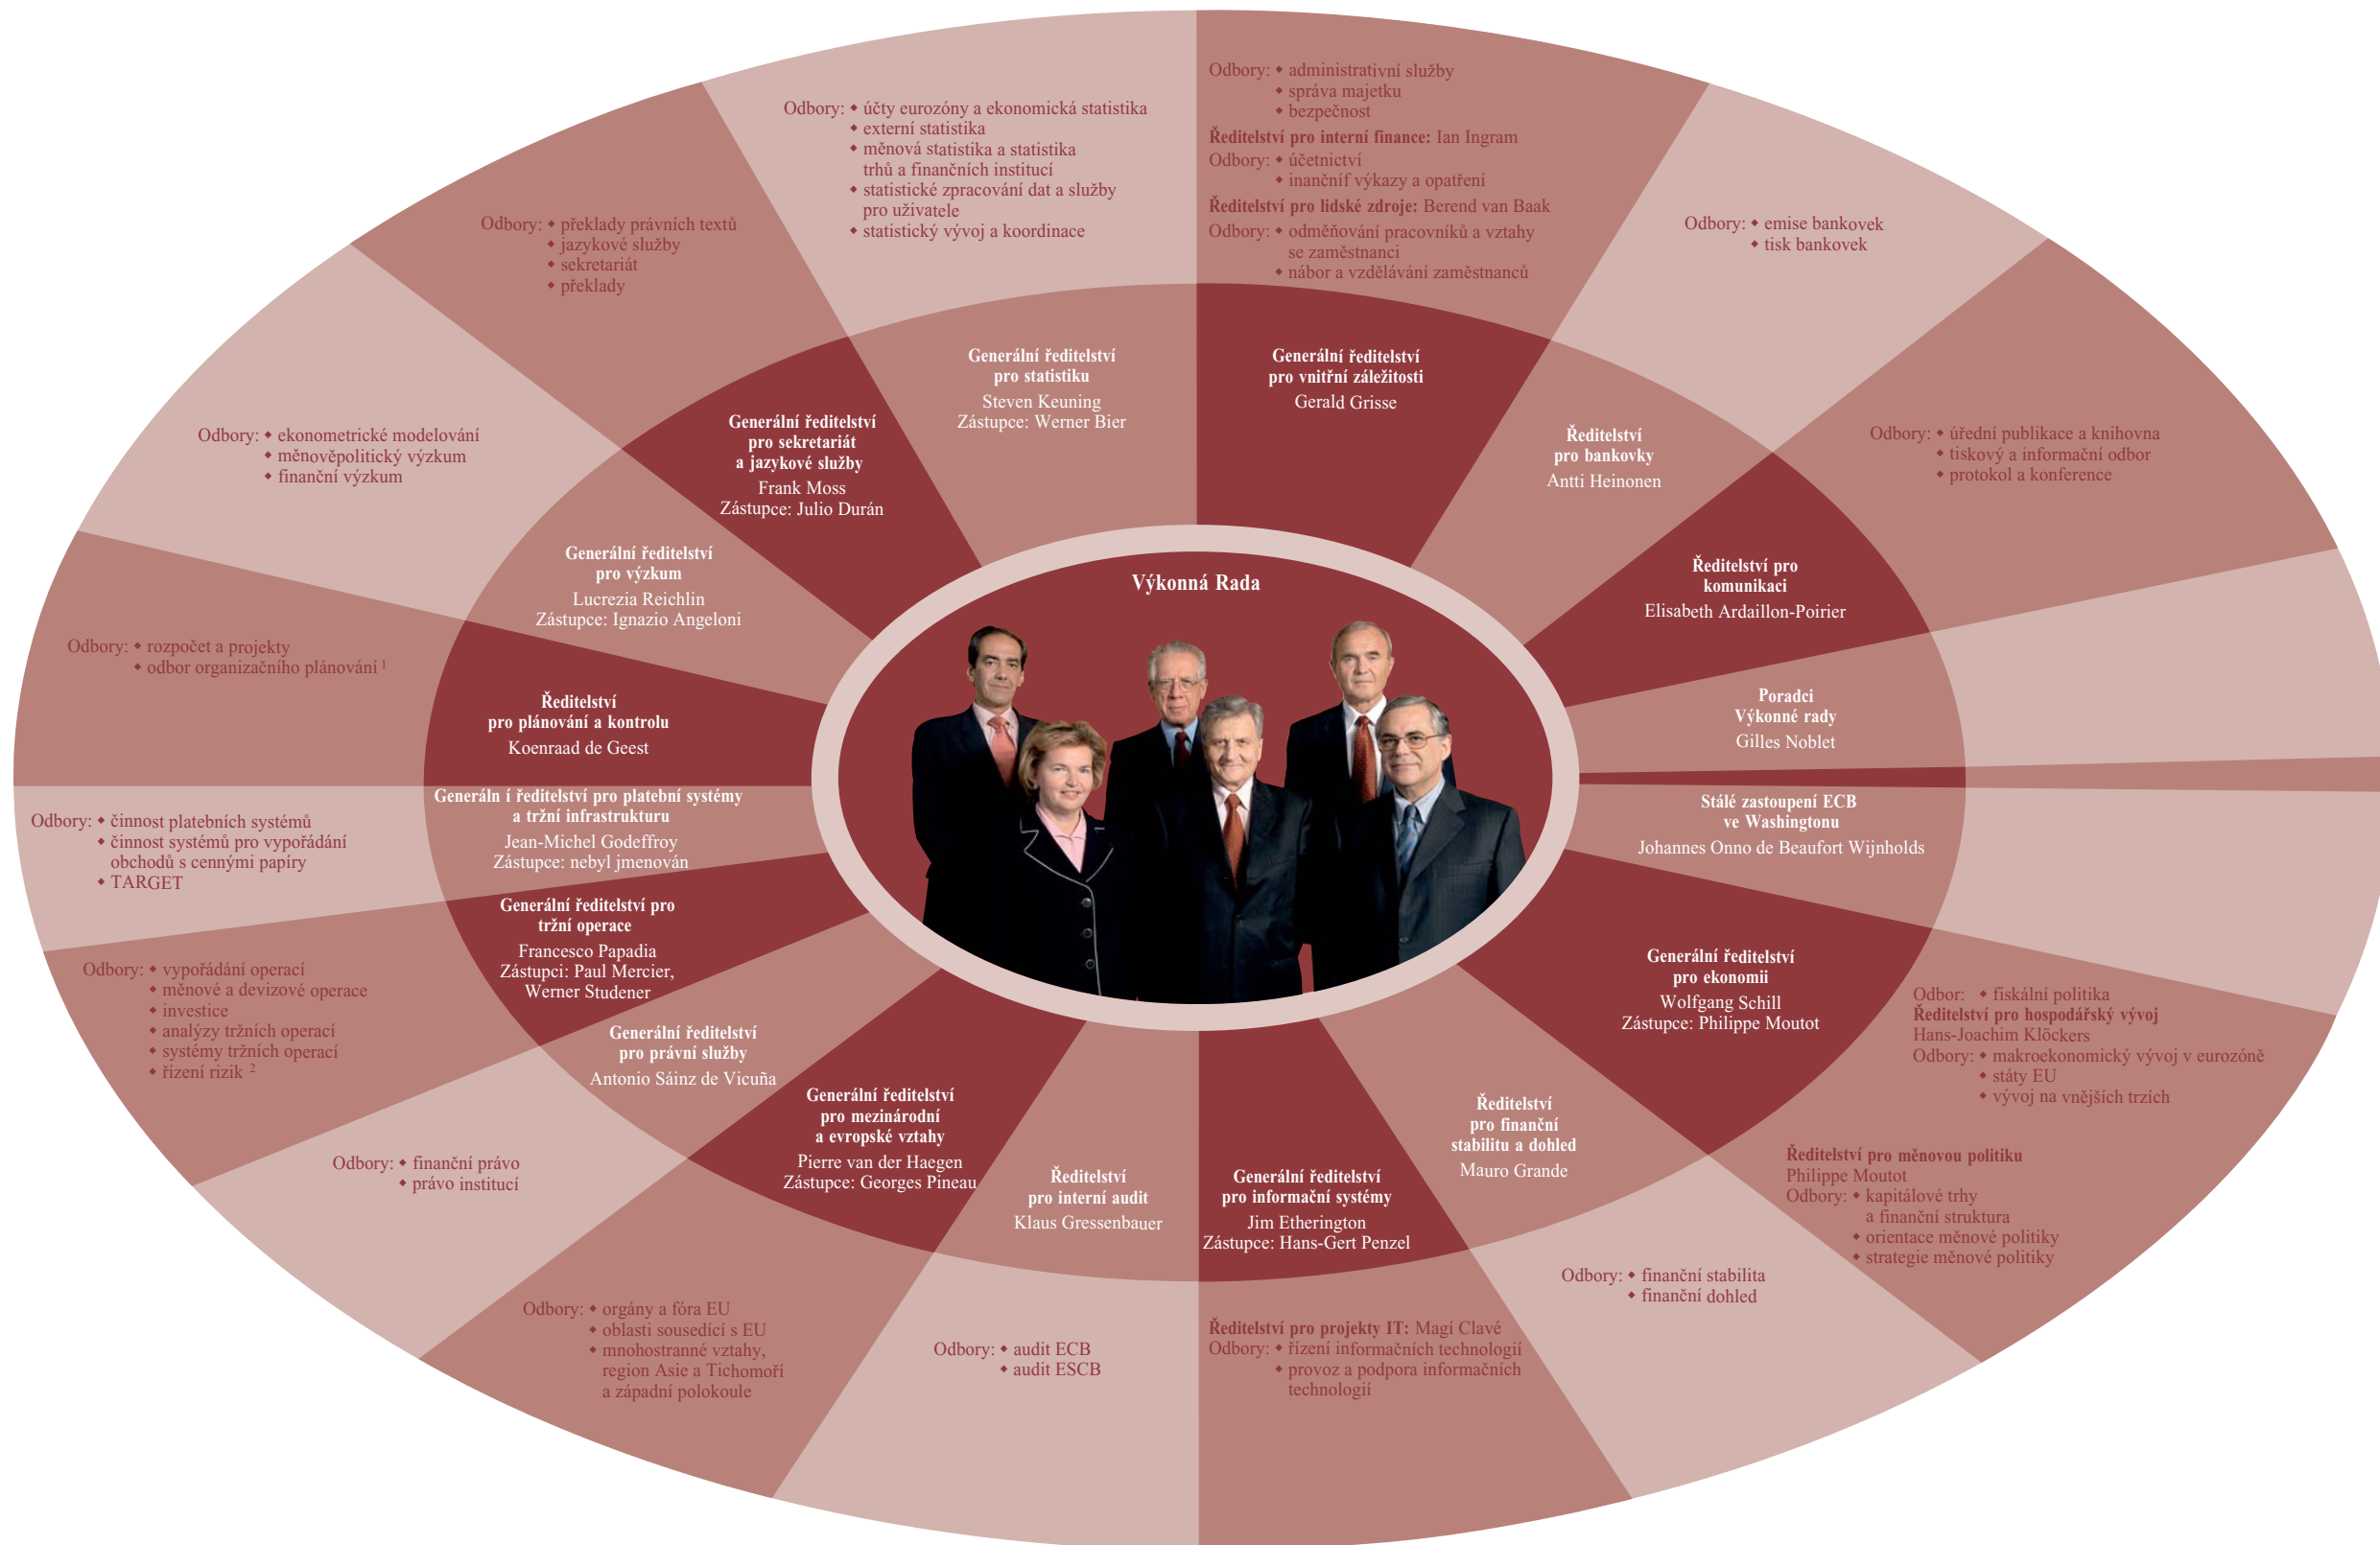 Odbory: ◆ administrativní služby
◆ správa majetku
◆ bezpečnost
Ředitelství pro interní finance: Ian Ingram
Odbory: ◆ účetnictví
◆ inančníf výkazy a opatření
Ředitelství pro lidské zdroje: Berend van Baak
Odbory: ◆ odměňování pracovníků a vztahy
se zaměstnanci
◆ nábor a vzdělávání zaměstnanců
Generální ředitelství
pro vnitřní záležitosti
Gerald Grisse
Odbory: ◆ emise bankovek
◆ tisk bankovek
Ředitelství
pro bankovky
Antti Heinonen
Odbory: ◆ úřední publikace a knihovna
◆ tiskový a informační odbor
◆ protokol a konference
Ředitelství pro
komunikaci
Elisabeth Ardaillon-Poirier
Poradci
Výkonné rady
Gilles Noblet
Stálé zastoupení ECB
ve Washingtonu
Johannes Onno de Beaufort Wijnholds
Generální ředitelství
pro ekonomii
Wolfgang Schill
Zástupce: Philippe Moutot
Odbor: ◆ fiskální politika
Ředitelství pro hospodářský vývoj
Hans-Joachim Klöckers
Odbory: ◆ makroekonomický vývoj v eurozóně
◆ státy EU
◆ vývoj na vnějších trzích
Ředitelství pro měnovou politiku
Philippe Moutot
Odbory: ◆ kapitálové trhy
a finanční struktura
◆ orientace měnové politiky
◆ strategie měnové politiky
Ředitelství
pro finanční
stabilitu a dohled
Mauro Grande
Odbory: ◆ finanční stabilita
◆ finanční dohled
Generální ředitelství
pro informační systémy
Jim Etherington
Zástupce: Hans-Gert Penzel
Ředitelství pro projekty IT: Magí Clavé
Odbory: ◆ řízení informačních technologií
◆ provoz a podpora informačních
technologií
Ředitelství
pro interní audit
Klaus Gressenbauer
Odbory: ◆ audit ECB
◆ audit ESCB
Generální ředitelství
pro mezinárodní
a evropské vztahy
Pierre van der Haegen
Zástupce: Georges Pineau
Odbory: ◆ orgány a fóra EU
◆ oblasti sousedící s EU
◆ mnohostranné vztahy,
region Asie a Tichomoří
a západní polokoule
Generální ředitelství
pro právní služby
Antonio Sáinz de Vicuña
Odbory: ◆ finanční právo
◆ právo institucí
Generální ředitelství pro
tržní operace
Francesco Papadia
Zástupci: Paul Mercier,
Werner Studener
Odbory: ◆ vypořádání operací
◆ měnové a devizové operace
◆ investice
◆ analýzy tržních operací
◆ systémy tržních operací
◆ řízení rizik 2
Generáln í ředitelství pro platební systémy
a tržní infrastrukturu
Jean-Michel Godeffroy
Zástupce: nebyl jmenován
Odbory: ◆ činnost platebních systémů
◆ činnost systémů pro vypořádání
obchodů s cennými papíry
◆ TARGET
Ředitelství
pro plánování a kontrolu
Koenraad de Geest
Odbory: ◆ rozpočet a projekty
◆ odbor organizačního plánování 1
Generální ředitelství
pro výzkum
Lucrezia Reichlin
Zástupce: Ignazio Angeloni
Odbory: ◆ ekonometrické modelování
◆ měnověpolitický výzkum
◆ finanční výzkum
Generální ředitelství
pro sekretariát
a jazykové služby
Frank Moss
Zástupce: Julio Durán
Odbory: ◆ překlady právních textů
◆ jazykové služby
◆ sekretariát
◆ překlady
Generální ředitelství
pro statistiku
Steven Keuning
Zástupce: Werner Bier
Odbory: ◆ účty eurozóny a ekonomická statistika
◆ externí statistika
◆ měnová statistika a statistika
trhů a finančních institucí
◆ statistické zpracování dat a služby
pro uživatele
◆ statistický vývoj a koordinace
Výkonná Rada